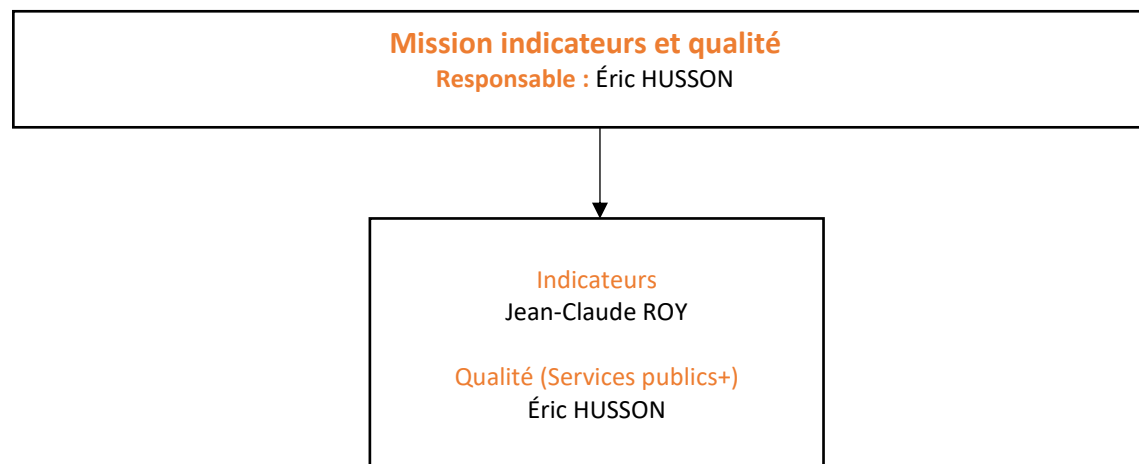 Mission indicateurs et qualité
Responsable : Éric HUSSON
Indicateurs
Jean-Claude ROY
Qualité (Services publics+)
Éric HUSSON